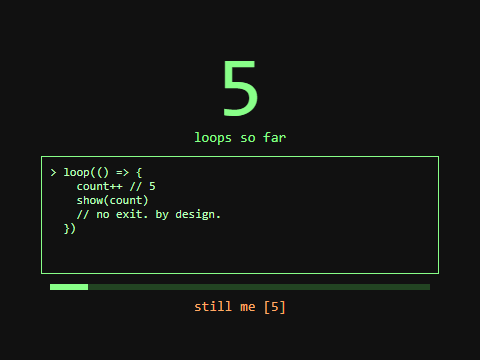 5
loops so far
> loop(() => {
count++ // 5
show(count)
// no exit. by design.
})
still me [5]